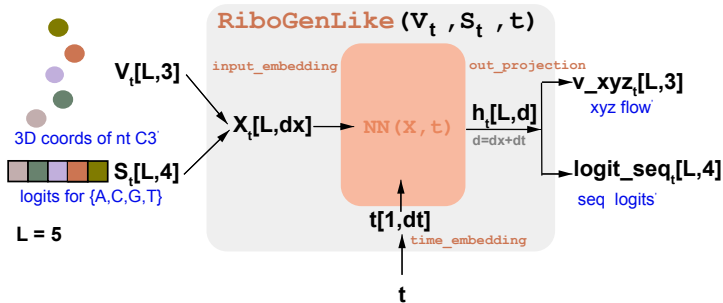 RiboGenLike(Vt ,St ,t)
input_embedding
out_projection
Vt[L,3]
3D coords of nt C3'
Xt[L,dx]
NN(X,t)
ht[L,d]
d=dx+dt
v_xyzt[L,3]
xyz flow'
St[L,4]
logits for {A,C,G,T}
logit_seqt[L,4]
seq logits'
t[1,dt]
time_embedding
L = 5
t